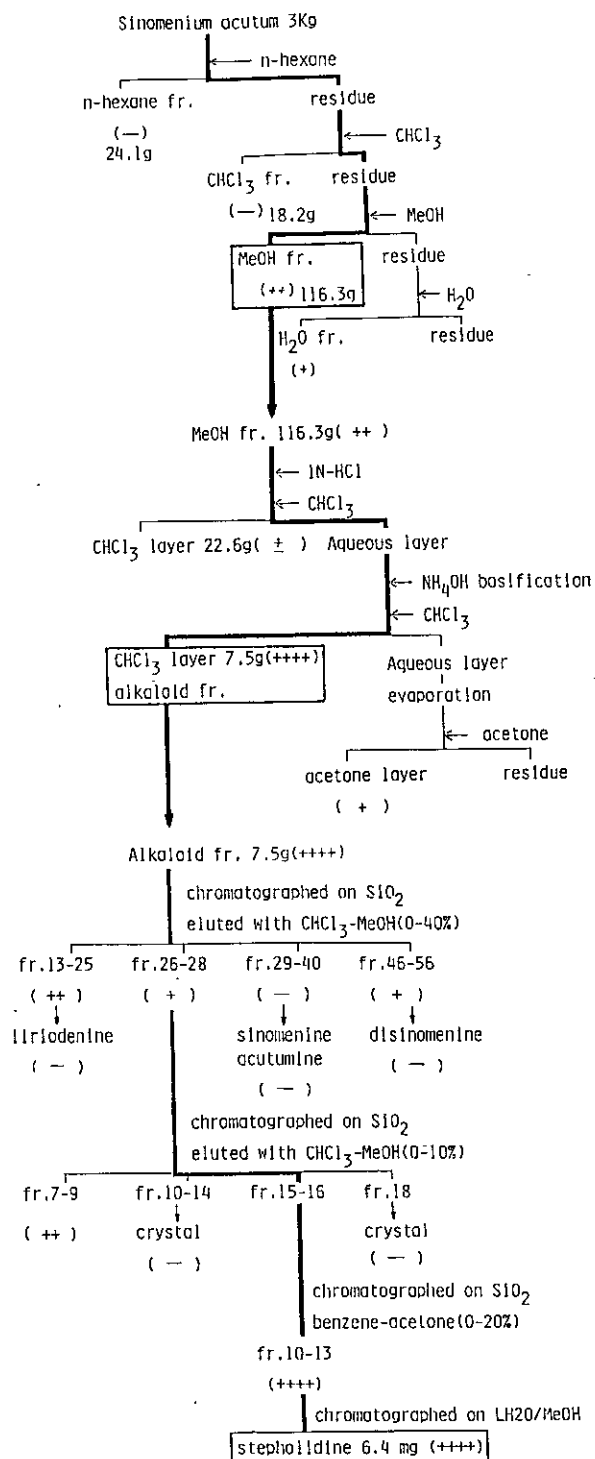 Sinomenium acutum 3Kg
n-hexane
n-hexane fr. residue
(—)
24.1g
CHCl3
CHCl3 fr. residue
(—) 18.2g
MeOH
MeOH fr. residue
(++) 116.3g
H2O
H2O fr. residue
(+)
MeOH fr. 116.3g( ++ )
1N-HCl
CHCl3
CHCl3 layer 22.6g( ± ) Aqueous layer
NH4OH basification
CHCl3
CHCl3 layer 7.5g(++++) Aqueous layer
alkaloid fr. evaporation
acetone
acetone layer residue
( + )
Alkaloid fr. 7.5g(++++)
chromatographed on SiO2
eluted with CHCl3-MeOH(0-40%)
fr.13-25 fr.26-28 fr.29-40 fr.46-56
( ++ ) ( + ) ( — ) ( + )
liriodenine sinomenine disinomenine
( — ) acutumine ( — )
( — )
chromatographed on SiO2
eluted with CHCl3-MeOH(0-10%)
fr.7-9 fr.10-14 fr.15-16 fr.18
( ++ ) crystal crystal
( — ) ( — )
chromatographed on SiO2
benzene-acetone(0-20%)
fr.10-13
(++++)
chromatographed on LH20/MeOH
stepholidine 6.4 mg (++++)